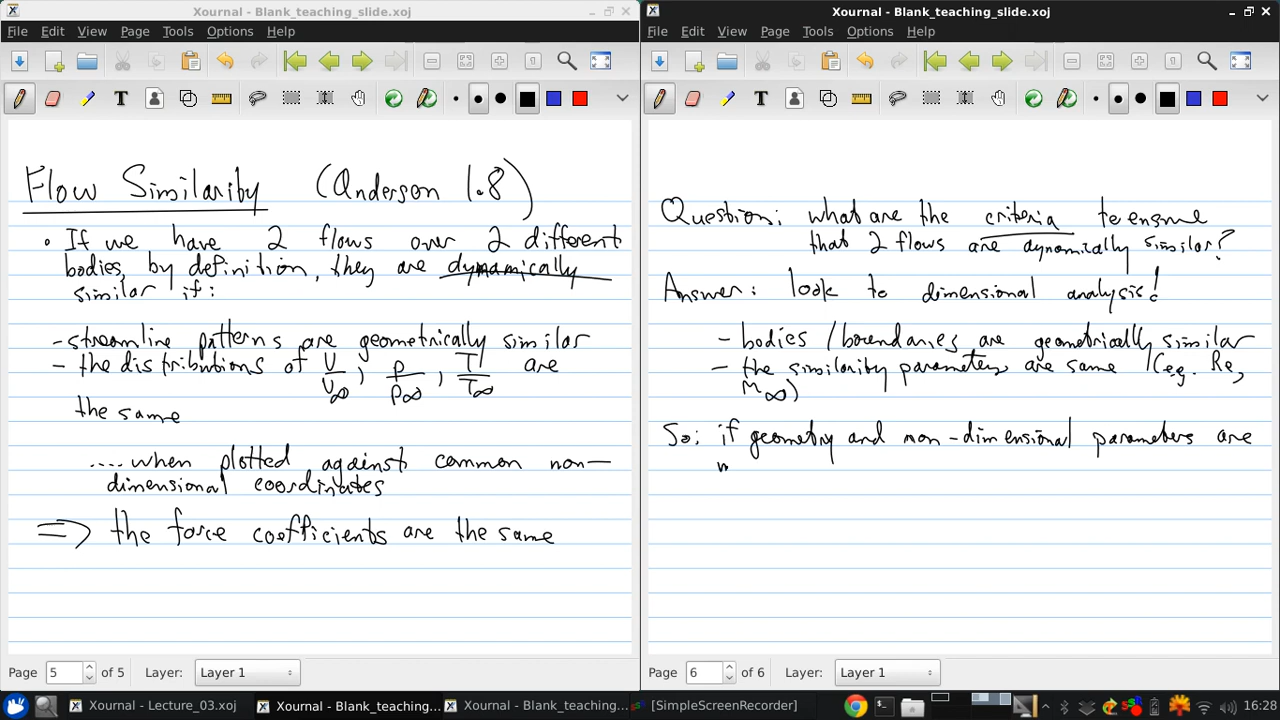 Xournal - Blank_teaching_slide.xoj
File Edit View Page Tools Options Help
Flow Similarity (Anderson 1.8)
• If we have 2 flows over 2 different
bodies, by definition, they are dynamically
similar if:
- streamline patterns are geometrically similar
- the distributions of V/V∞, p/p∞, T/T∞ are
the same
.... when plotted against common non-
dimensional coordinates
=> the force coefficients are the same
Page 5 of 5 Layer: Layer 1
Xournal - Blank_teaching_slide.xoj
File Edit View Page Tools Options Help
Question: what are the criteria to ensure
that 2 flows are dynamically similar?
Answer: look to dimensional analysis!
- bodies / boundaries are geometrically similar
- the similarity parameters are same (e.g. Re,
M∞)
So: if geometry and non-dimensional parameters are
Page 6 of 6 Layer: Layer 1
Xournal - Lecture_03.xoj Xournal - Blank_teaching... Xournal - Blank_teaching... [SimpleScreenRecorder] 16:28